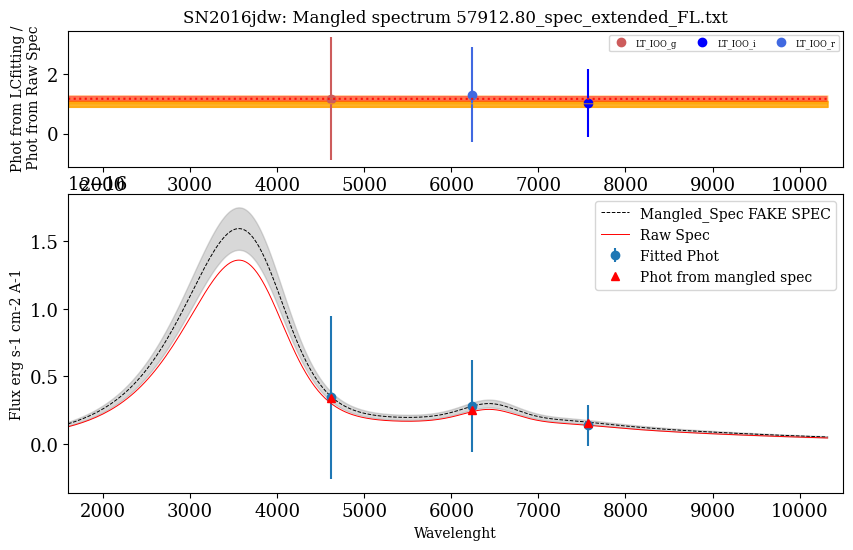 SN2016jdw: Mangled spectrum 57912.80_spec_extended_FL.txt
Phot from LCfitting /
Phot from Raw Spec
2
0
LT_IOO_g
LT_IOO_i
LT_IOO_r
2000 3000 4000 5000 6000 7000 8000 9000 10000
1e−16
Flux erg s-1 cm-2 A-1
1.5
1.0
0.5
0.0
Mangled_Spec FAKE SPEC
Raw Spec
Fitted Phot
Phot from mangled spec
2000 3000 4000 5000 6000 7000 8000 9000 10000
Wavelenght